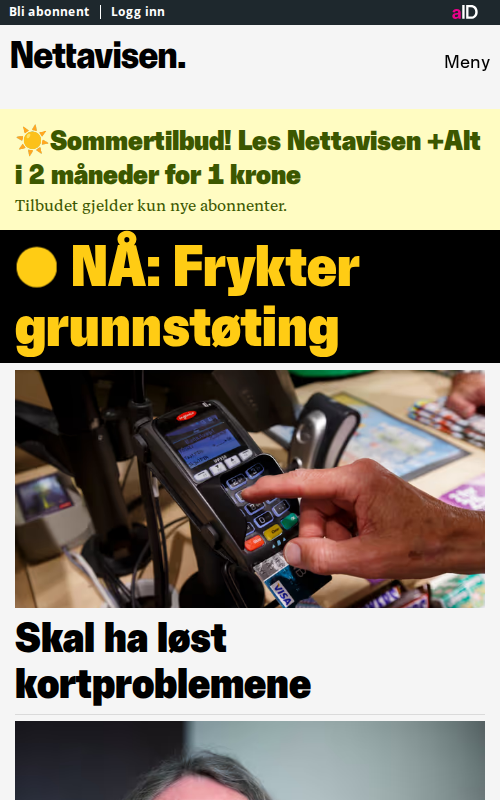 Bli abonnent
Logg inn
aID
Nettavisen.
Meny
☀️Sommertilbud! Les Nettavisen +Alt
i 2 måneder for 1 krone
Tilbudet gjelder kun nye abonnenter.
NÅ: Frykter
grunnstøting
VISA
Skal ha løst
kortproblemene